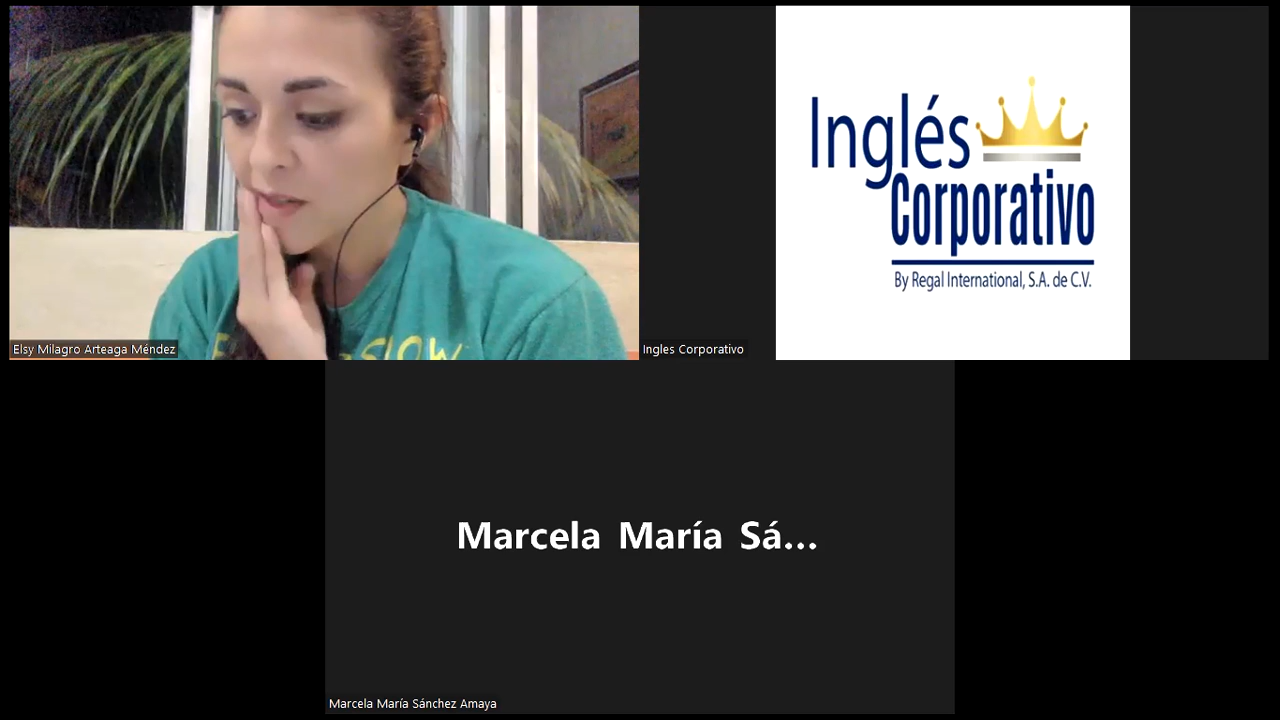 Inglés
Corporativo
By Regal International, S.A. de C.V.
Elsy Milagro Arteaga Méndez
Ingles Corporativo
Marcela María Sá...
Marcela María Sánchez Amaya